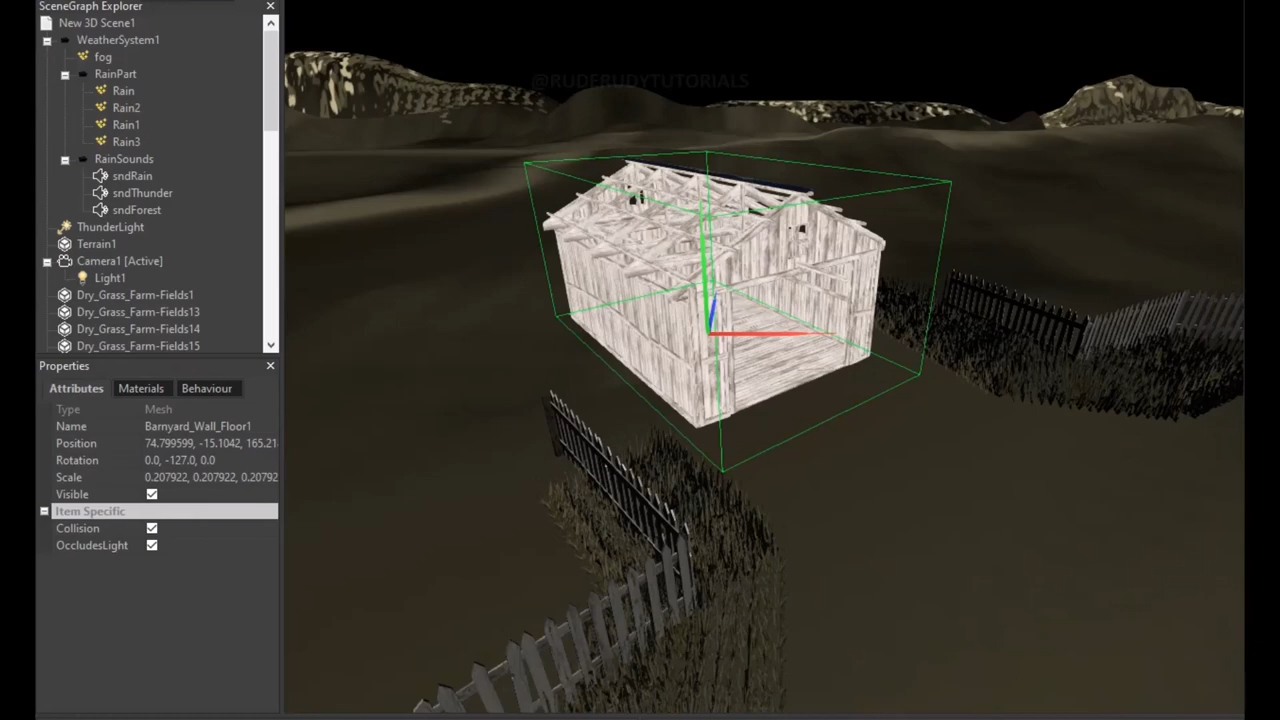 SceneGraph Explorer
New 3D Scene1
WeatherSystem1
fog
RainPart
Rain
Rain2
Rain1
Rain3
RainSounds
sndRain
sndThunder
sndForest
ThunderLight
Terrain1
Camera1 [Active]
Light1
Dry_Grass_Farm-Fields1
Dry_Grass_Farm-Fields13
Dry_Grass_Farm-Fields14
Dry_Grass_Farm-Fields15
Properties
Attributes Materials Behaviour
Type Mesh
Name Barnyard_Wall_Floor1
Position 74.799599, -15.1042, 165.21
Rotation 0.0, -127.0, 0.0
Scale 0.207922, 0.207922, 0.20792
Visible
Item Specific
Collision
OccludesLight
@RUDERUDYTUTORIALS